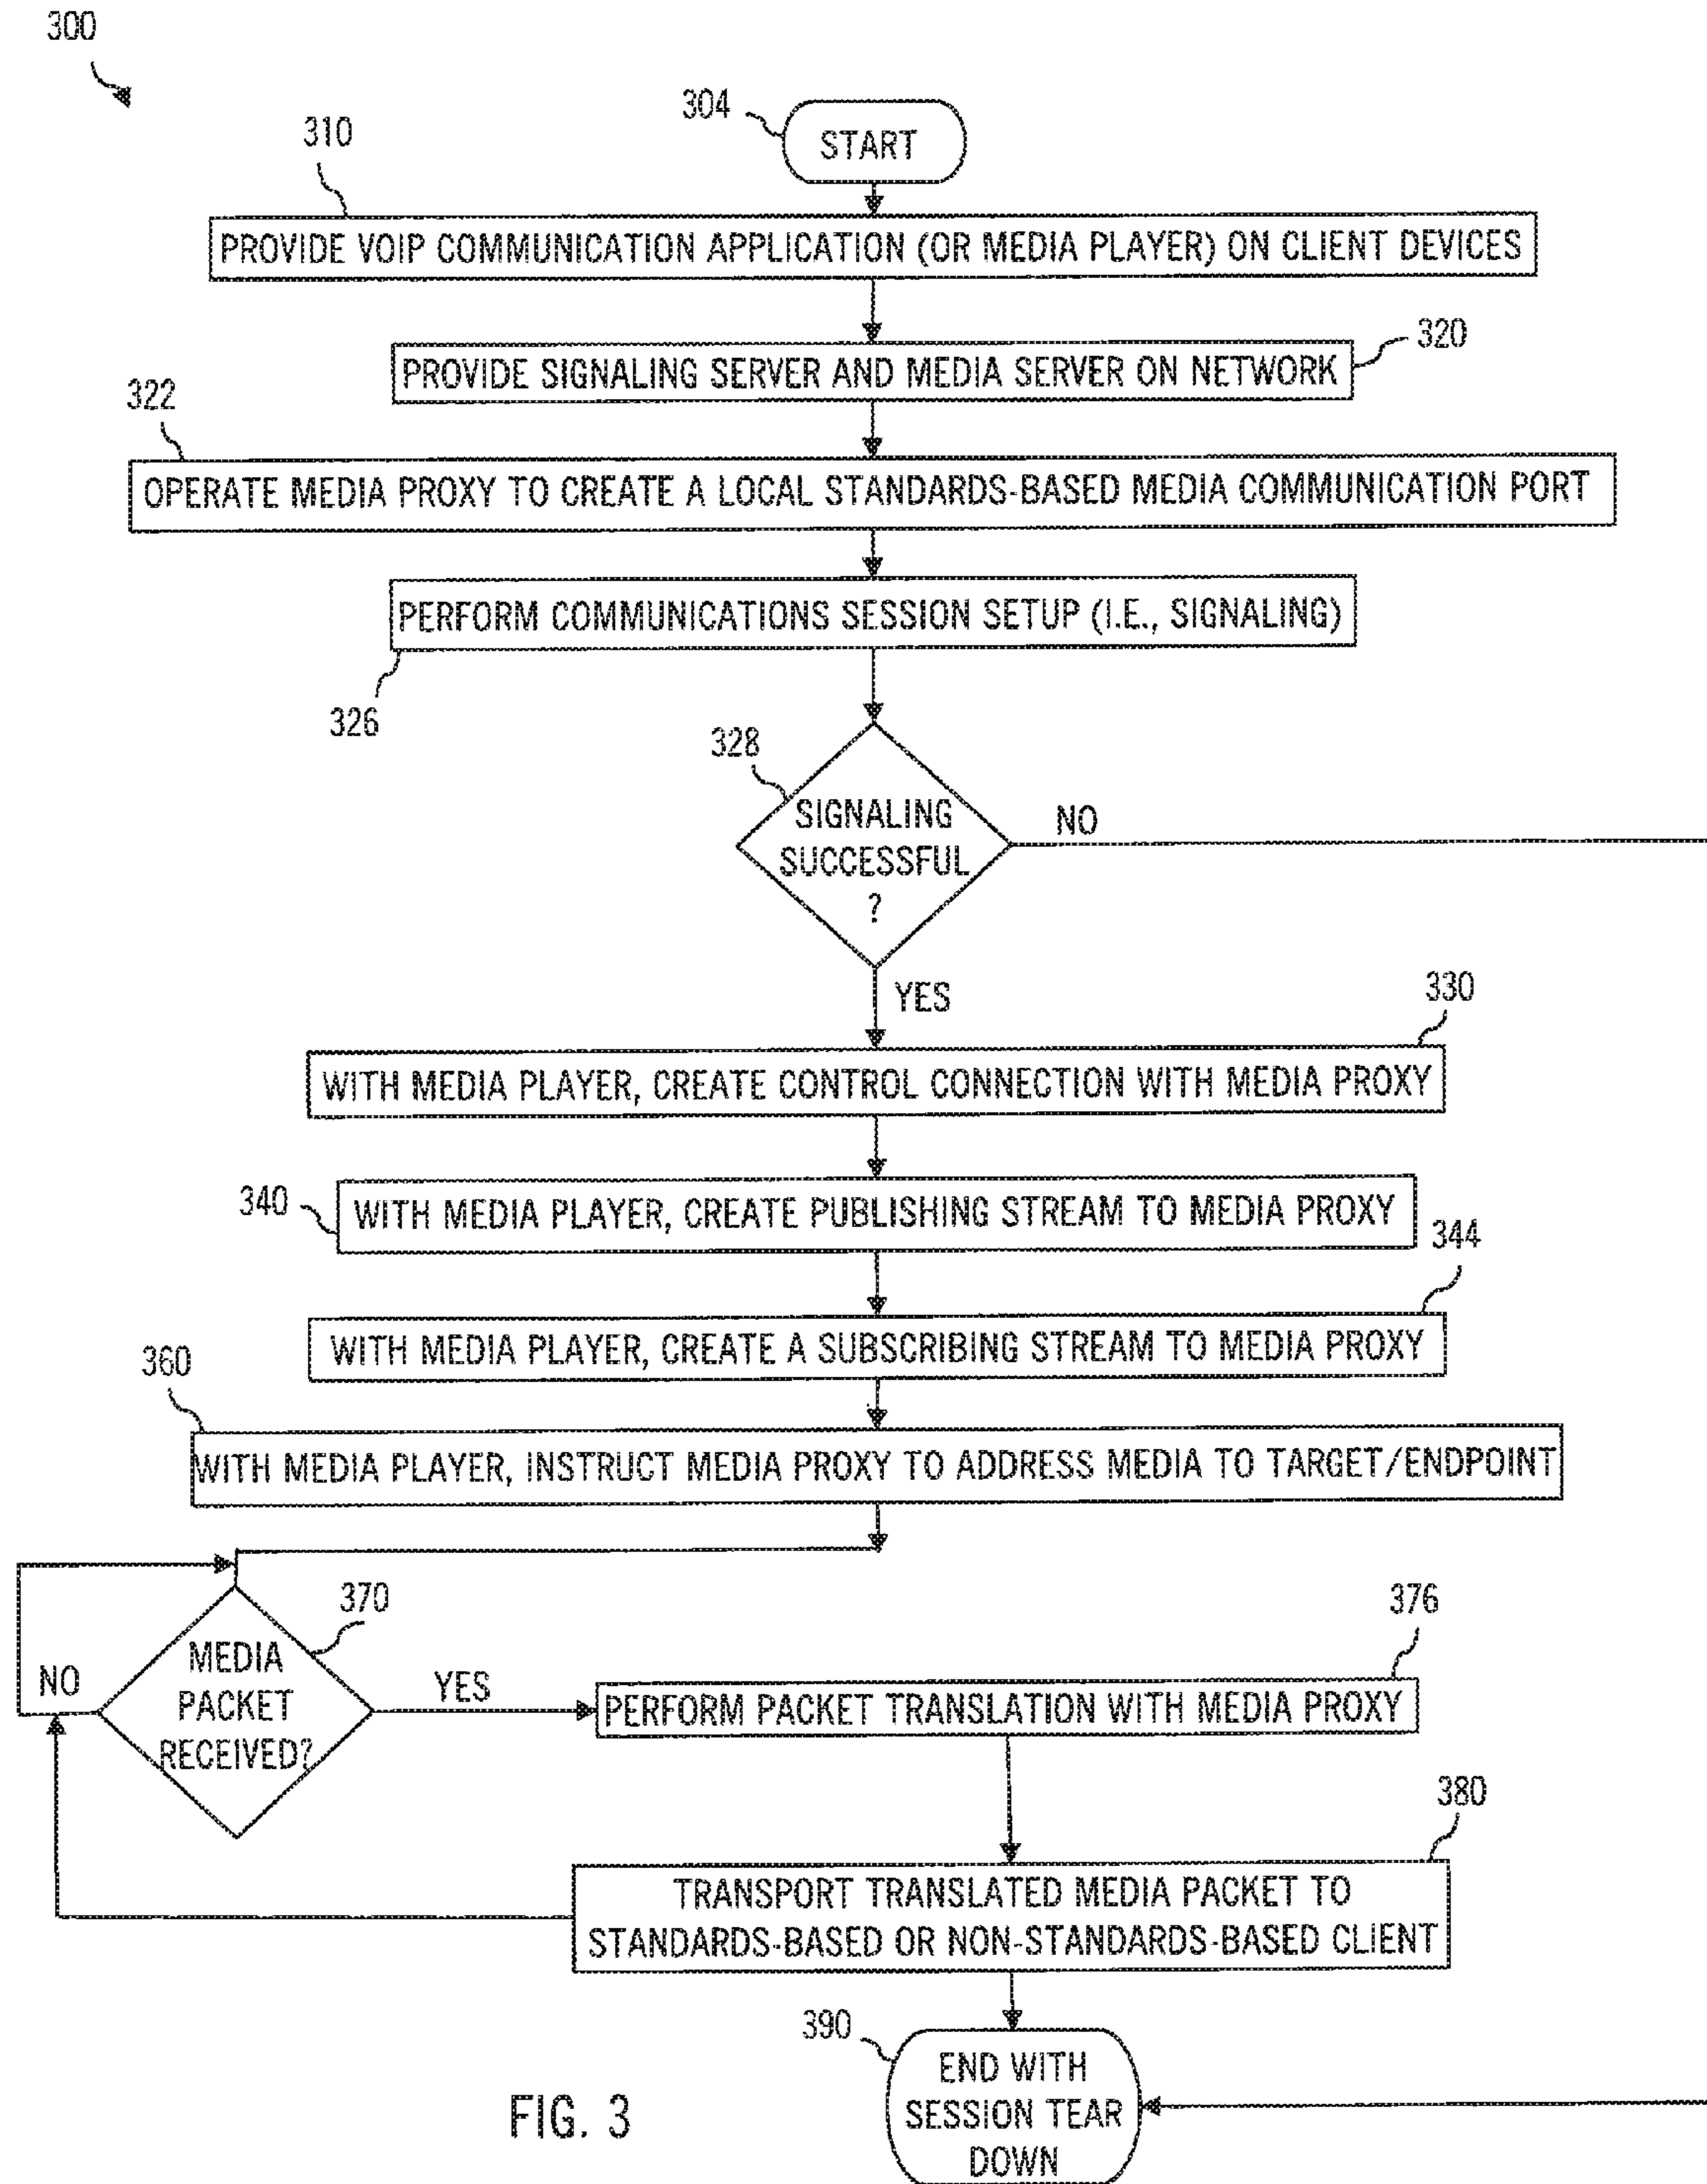 300
304
START
310
PROVIDE VOIP COMMUNICATION APPLICATION (OR MEDIA PLAYER) ON CLIENT DEVICES
320
PROVIDE SIGNALING SERVER AND MEDIA SERVER ON NETWORK
322
OPERATE MEDIA PROXY TO CREATE A LOCAL STANDARDS-BASED MEDIA COMMUNICATION PORT
PERFORM COMMUNICATIONS SESSION SETUP (I.E., SIGNALING)
326
328
SIGNALING
SUCCESSFUL
?
NO
YES
330
WITH MEDIA PLAYER, CREATE CONTROL CONNECTION WITH MEDIA PROXY
340
WITH MEDIA PLAYER, CREATE PUBLISHING STREAM TO MEDIA PROXY
344
WITH MEDIA PLAYER, CREATE A SUBSCRIBING STREAM TO MEDIA PROXY
360
WITH MEDIA PLAYER, INSTRUCT MEDIA PROXY TO ADDRESS MEDIA TO TARGET/ENDPOINT
370
MEDIA
PACKET
RECEIVED?
NO
YES
376
PERFORM PACKET TRANSLATION WITH MEDIA PROXY
380
TRANSPORT TRANSLATED MEDIA PACKET TO
STANDARDS-BASED OR NON-STANDARDS-BASED CLIENT
390
END WITH
SESSION TEAR
DOWN
FIG. 3